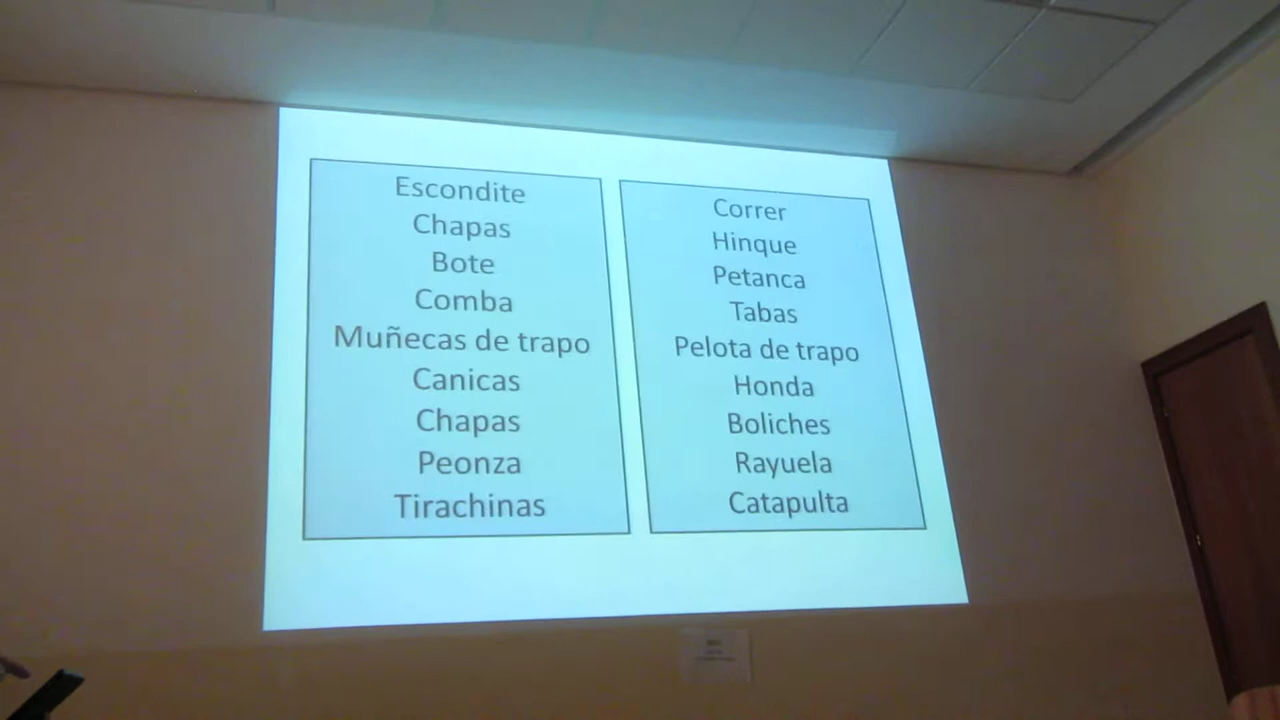 Escondite
Chapas
Bote
Comba
Muñecas de trapo
Canicas
Chapas
Peonza
Tirachinas
Correr
Hinque
Petanca
Tabas
Pelota de trapo
Honda
Boliches
Rayuela
Catapulta